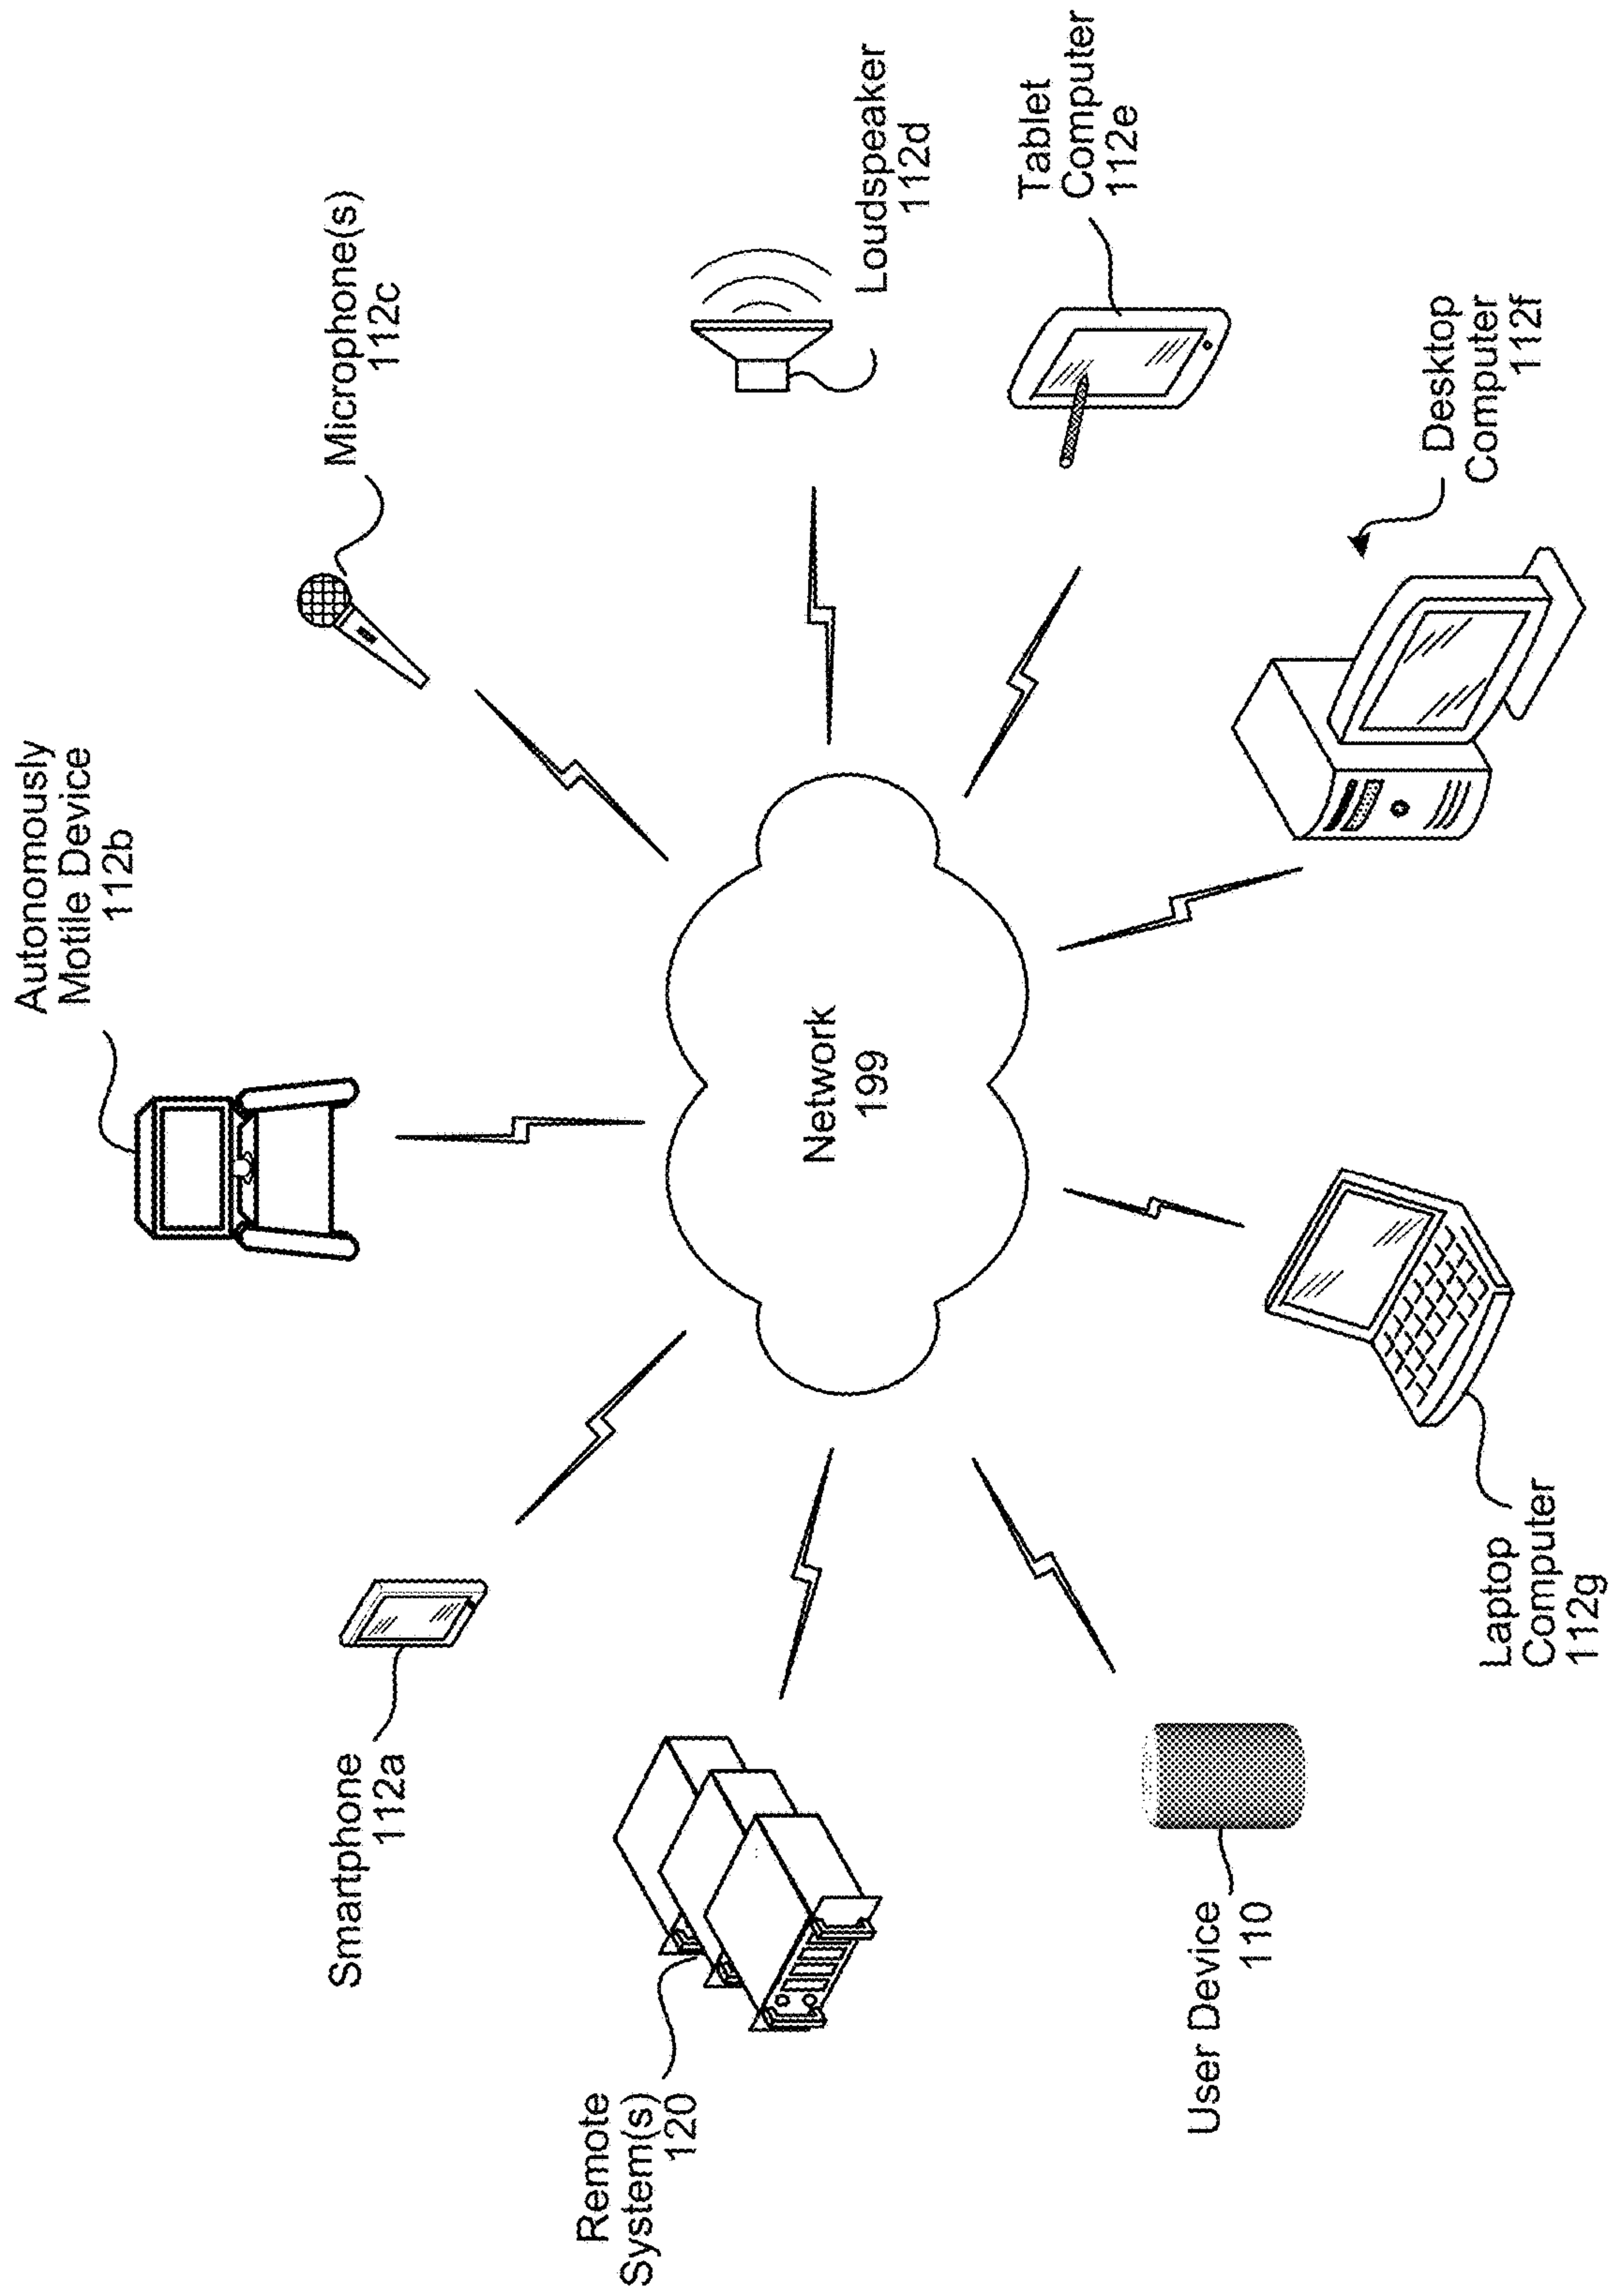 Autonomously
Motile Device
112b
Smartphone
112a
Microphone(s)
112c
Remote
System(s)
120
Network
199
Loudspeaker
112d
User Device
110
Tablet
Computer
112e
Laptop
Computer
112g
Desktop
Computer
112f